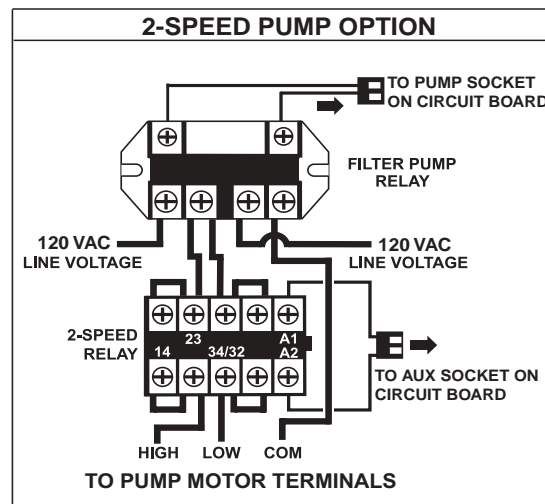 2-SPEED PUMP OPTION
TO PUMP SOCKET
ON CIRCUIT BOARD
FILTER PUMP
RELAY
120 VAC
LINE VOLTAGE
120 VAC
LINE VOLTAGE
2-SPEED
RELAY
23
A1
14
34/32
A2
TO AUX SOCKET ON
CIRCUIT BOARD
HIGH LOW COM
TO PUMP MOTOR TERMINALS